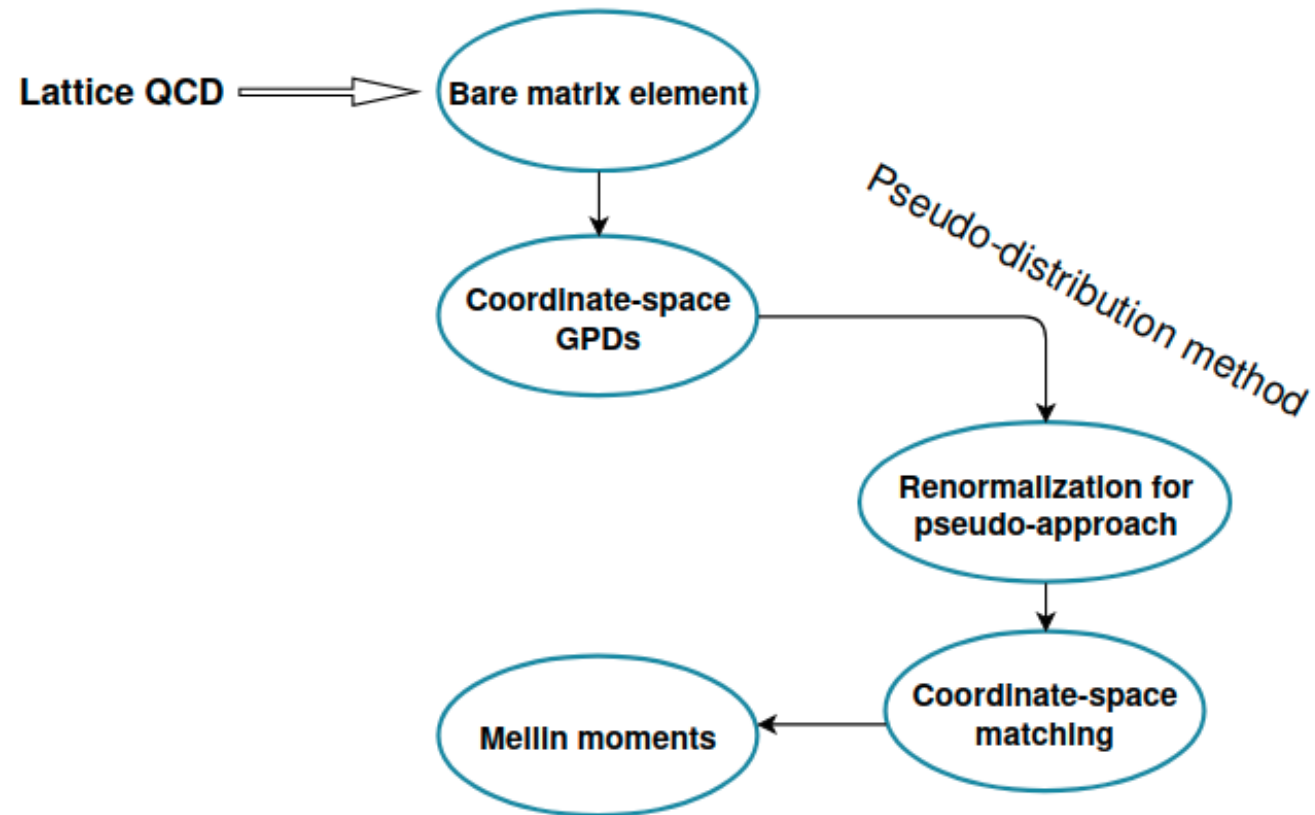 Lattice QCD
Bare matrix element
Coordinate-space
GPDs
Pseudo-distribution method
Renormalization for
pseudo-approach
Coordinate-space
matching
Mellin moments